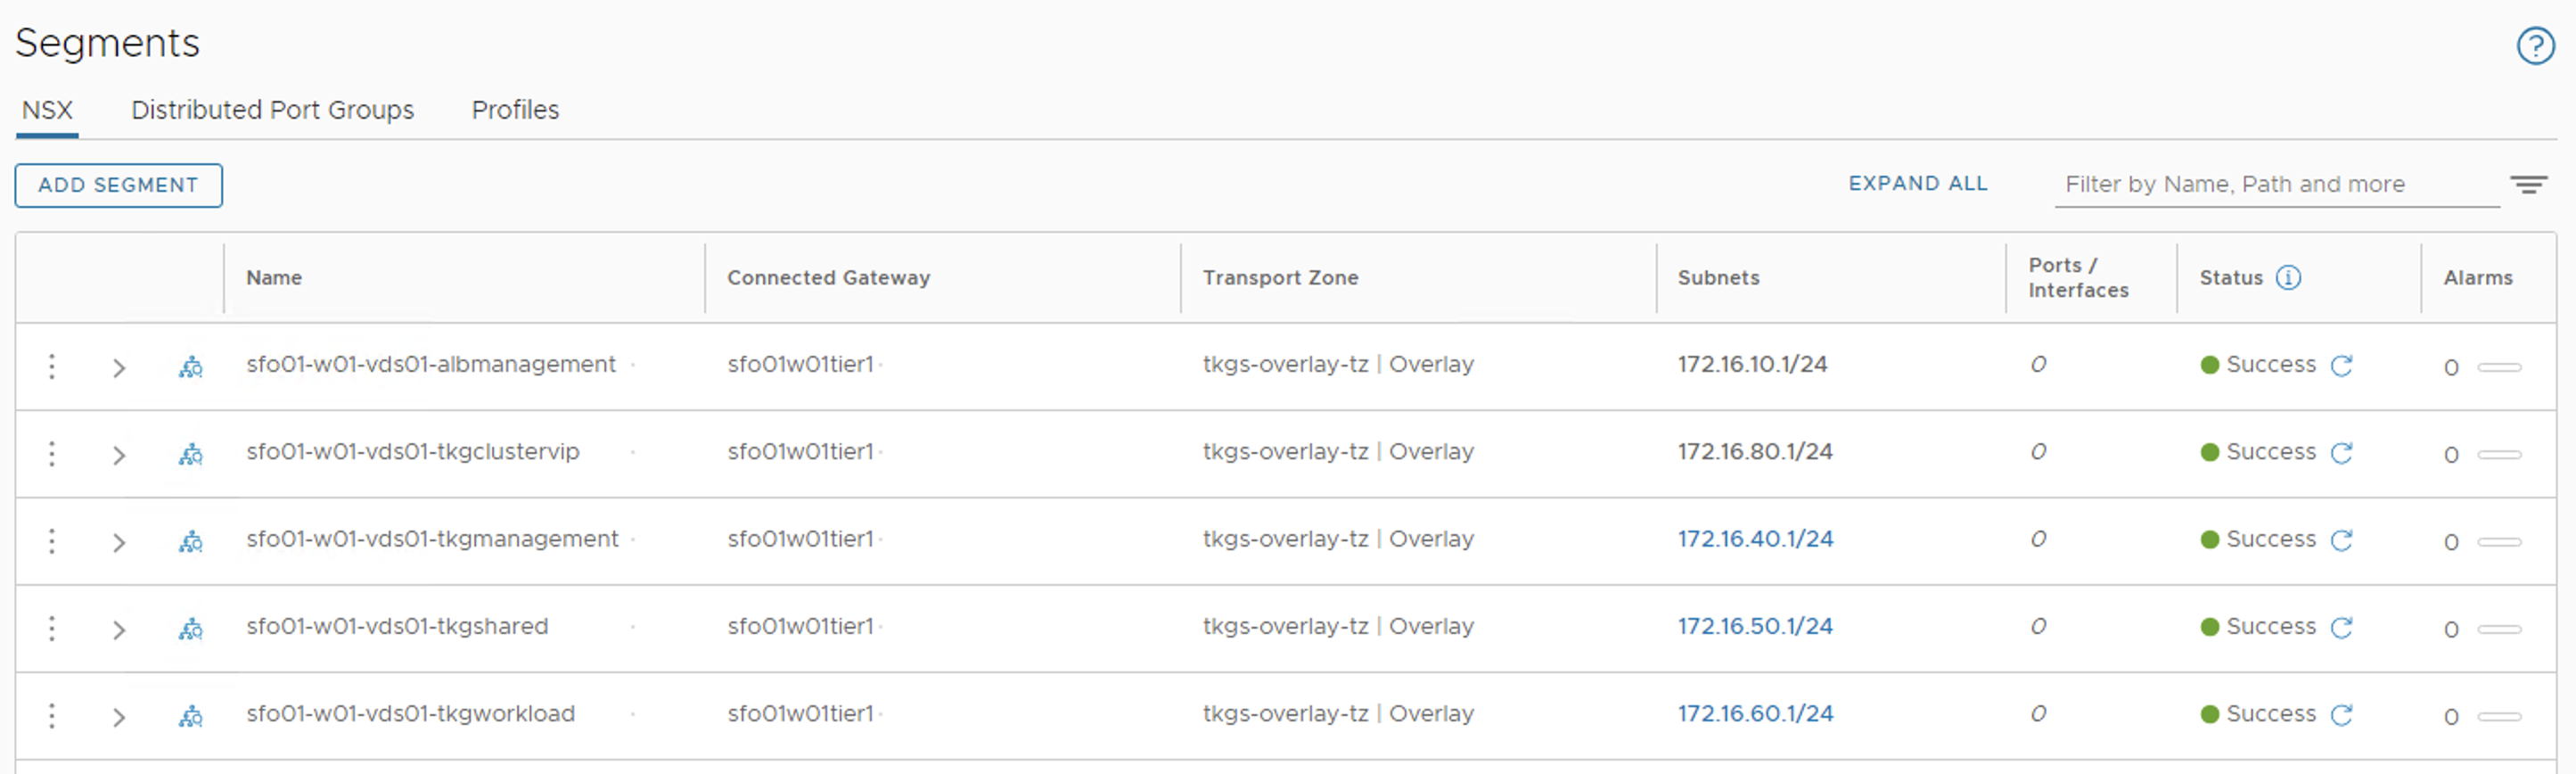 Segments
NSX Distributed Port Groups Profiles
ADD SEGMENT EXPAND ALL Filter by Name, Path and more
Name Connected Gateway Transport Zone Subnets Ports / Interfaces Status Alarms
sfo01-w01-vds01-albmanagement sfo01w01tier1 tkgs-overlay-tz | Overlay 172.16.10.1/24 0 Success 0
sfo01-w01-vds01-tkgclustervip sfo01w01tier1 tkgs-overlay-tz | Overlay 172.16.80.1/24 0 Success 0
sfo01-w01-vds01-tkgmanagement sfo01w01tier1 tkgs-overlay-tz | Overlay 172.16.40.1/24 0 Success 0
sfo01-w01-vds01-tkgshared sfo01w01tier1 tkgs-overlay-tz | Overlay 172.16.50.1/24 0 Success 0
sfo01-w01-vds01-tkgworkload sfo01w01tier1 tkgs-overlay-tz | Overlay 172.16.60.1/24 0 Success 0